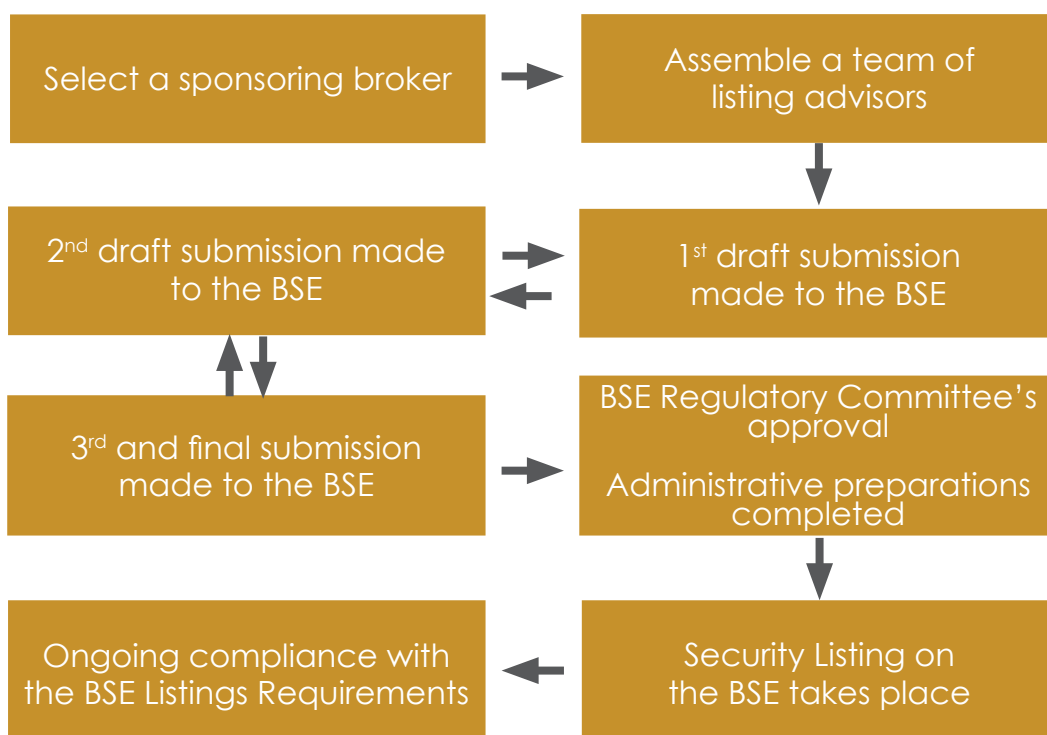 Select a sponsoring broker
Assemble a team of
listing advisors
2nd draft submission made
to the BSE
1st draft submission
made to the BSE
3rd and final submission
made to the BSE
BSE Regulatory Committee’s
approval
Administrative preparations
completed
Ongoing compliance with
the BSE Listings Requirements
Security Listing on
the BSE takes place